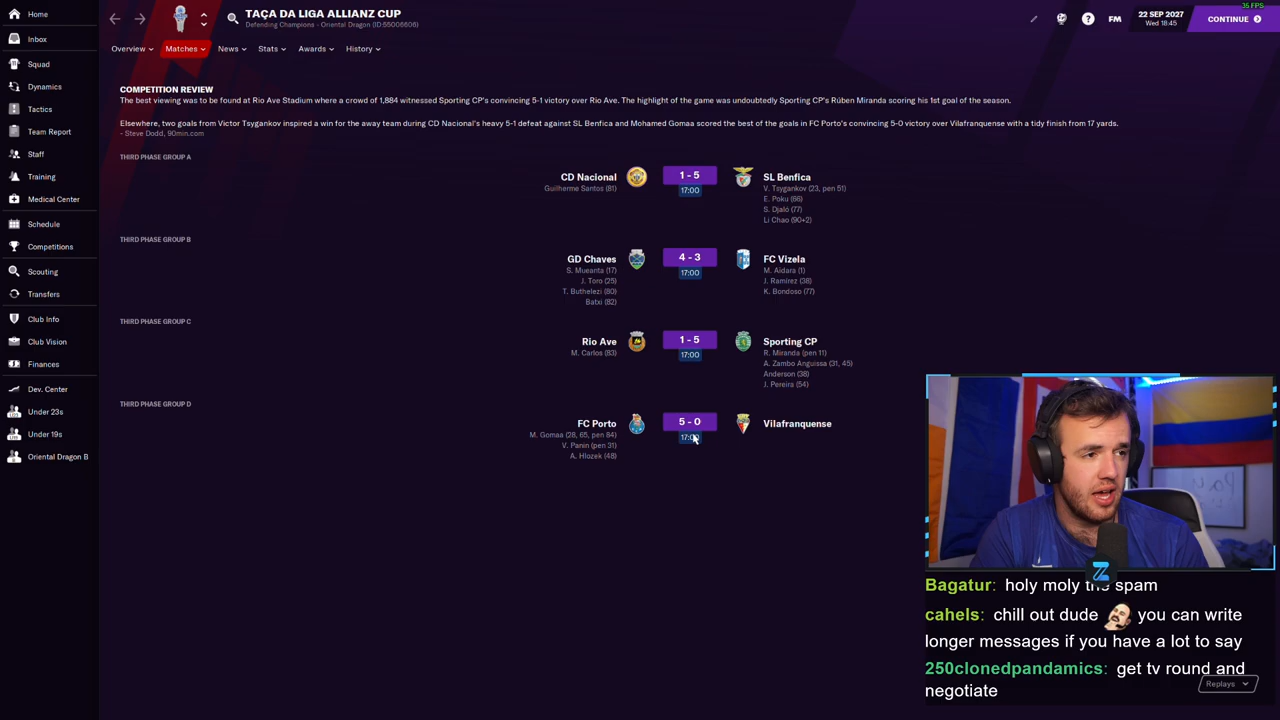 36 FPS
Home
Inbox
Squad
Dynamics
Tactics
Team Report
Staff
Training
Medical Center
Schedule
Competitions
Scouting
Transfers
Club Info
Club Vision
Finances
Dev. Center
Under 23s
Under 19s
Oriental Dragon B
TAÇA DA LIGA ALLIANZ CUP
Defending Champions - Oriental Dragon (ID:55006606)
FM
22 SEP 2027
Wed 18:45
CONTINUE
Overview
Matches
News
Stats
Awards
History
COMPETITION REVIEW
The best viewing was to be found at Rio Ave Stadium where a crowd of 1,884 witnessed Sporting CP's convincing 5-1 victory over Rio Ave. The highlight of the game was undoubtedly Sporting CP's Rúben Miranda scoring his 1st goal of the season.
Elsewhere, two goals from Victor Tsygankov inspired a win for the away team during CD Nacional's heavy 5-1 defeat against SL Benfica and Mohamed Gomaa scored the best of the goals in FC Porto's convincing 5-0 victory over Vilafranquense with a tidy finish from 17 yards.
- Steve Dodd, 90min.com
THIRD PHASE GROUP A
CD Nacional
Guilherme Santos (81)
1 - 5
17:00
SL Benfica
V. Tsygankov (23, pen 51)
E. Poku (66)
S. Djaló (77)
Li Chao (90+2)
THIRD PHASE GROUP B
GD Chaves
S. Mueanta (17)
J. Toro (25)
T. Buthelezi (80)
Batxi (82)
4 - 3
17:00
FC Vizela
M. Aïdara (1)
J. Ramírez (38)
K. Bondoso (77)
THIRD PHASE GROUP C
Rio Ave
M. Carlos (83)
1 - 5
17:00
Sporting CP
R. Miranda (pen 11)
A. Zambo Anguissa (31, 45)
Anderson (38)
J. Pereira (54)
THIRD PHASE GROUP D
FC Porto
M. Gomaa (28, 65, pen 84)
V. Panin (pen 31)
A. Hlozek (48)
5 - 0
17:00
Vilafranquense
Bagatur: holy moly the spam
cahels: chill out dude you can write
longer messages if you have a lot to say
250clonedpandamics: get tv round and
negotiate
Replays